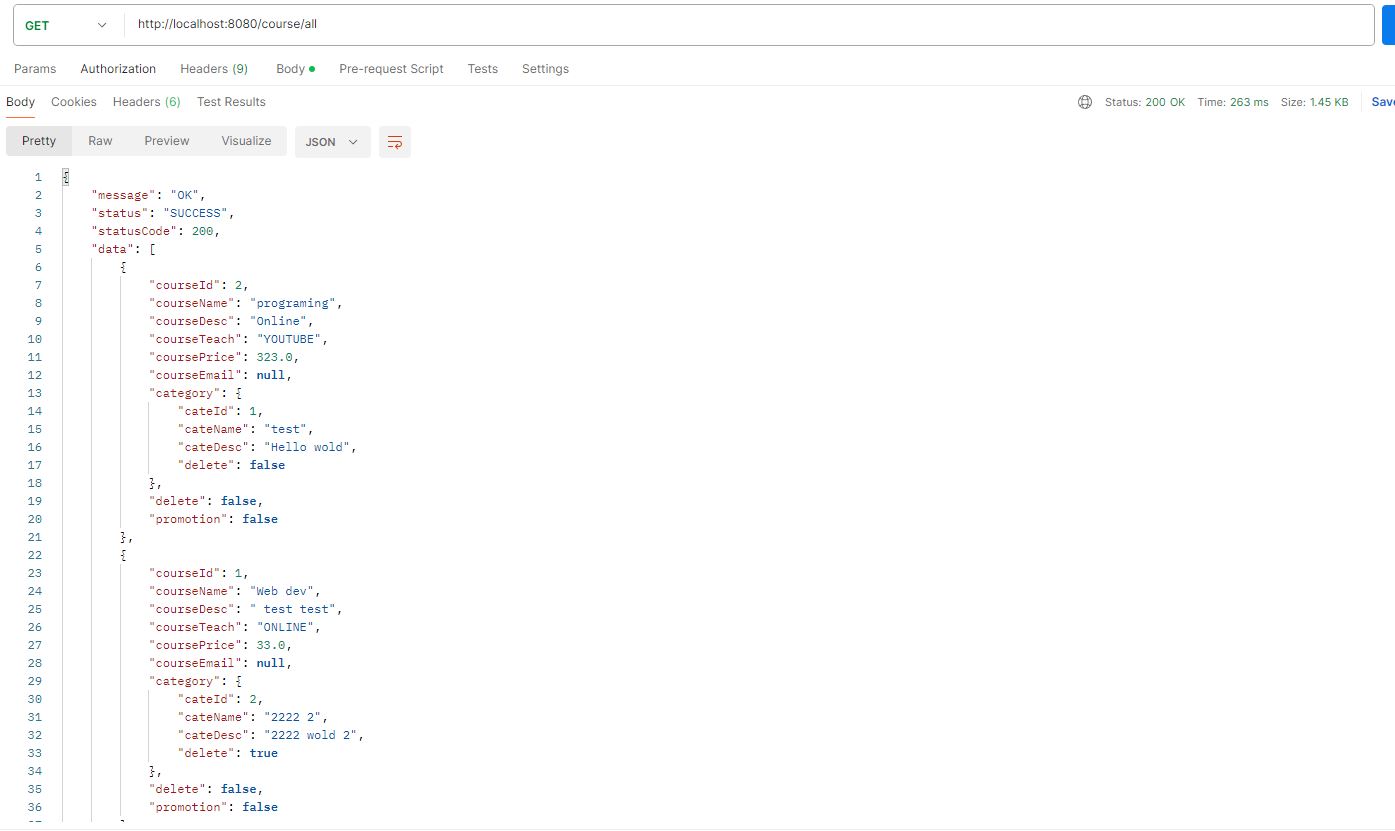 GET http://localhost:8080/course/all
Params Authorization Headers (9) Body Pre-request Script Tests Settings
Body Cookies Headers (6) Test Results Status: 200 OK Time: 263 ms Size: 1.45 KB
Pretty Raw Preview Visualize JSON
1 {
2 "message": "OK",
3 "status": "SUCCESS",
4 "statusCode": 200,
5 "data": [
6 {
7 "courseId": 2,
8 "courseName": "programing",
9 "courseDesc": "Online",
10 "courseTeach": "YOUTUBE",
11 "coursePrice": 323.0,
12 "courseEmail": null,
13 "category": {
14 "cateId": 1,
15 "cateName": "test",
16 "cateDesc": "Hello wold",
17 "delete": false
18 },
19 "delete": false,
20 "promotion": false
21 },
22 {
23 "courseId": 1,
24 "courseName": "Web dev",
25 "courseDesc": " test test",
26 "courseTeach": "ONLINE",
27 "coursePrice": 33.0,
28 "courseEmail": null,
29 "category": {
30 "cateId": 2,
31 "cateName": "2222 2",
32 "cateDesc": "2222 wold 2",
33 "delete": true
34 },
35 "delete": false,
36 "promotion": false